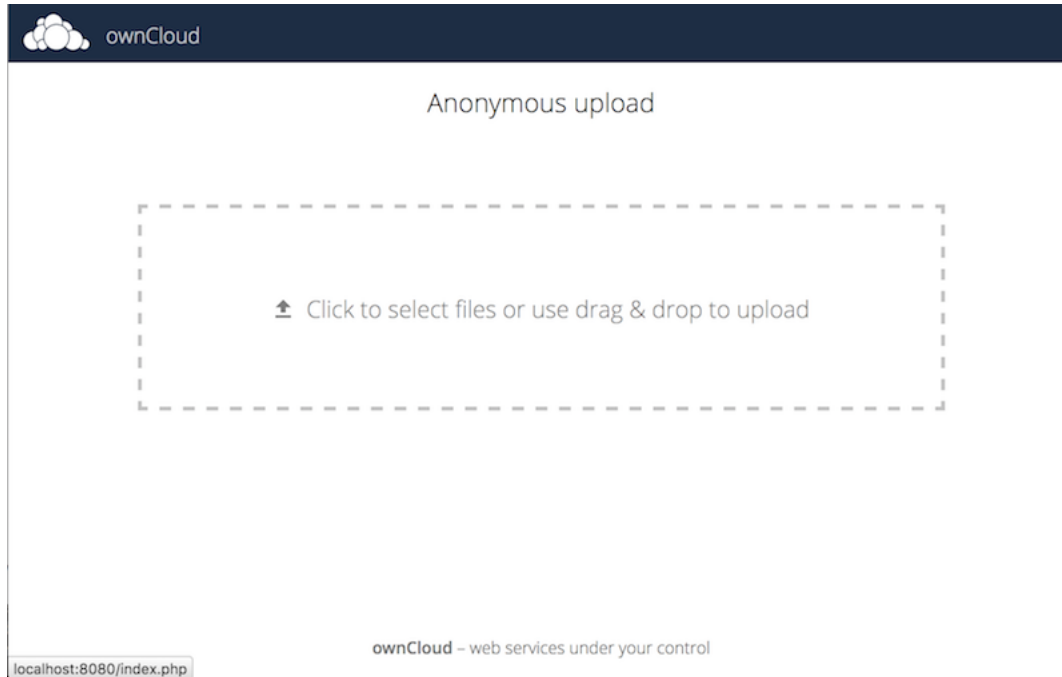 ownCloud
Anonymous upload
Click to select files or use drag & drop to upload
ownCloud – web services under your control
localhost:8080/index.php